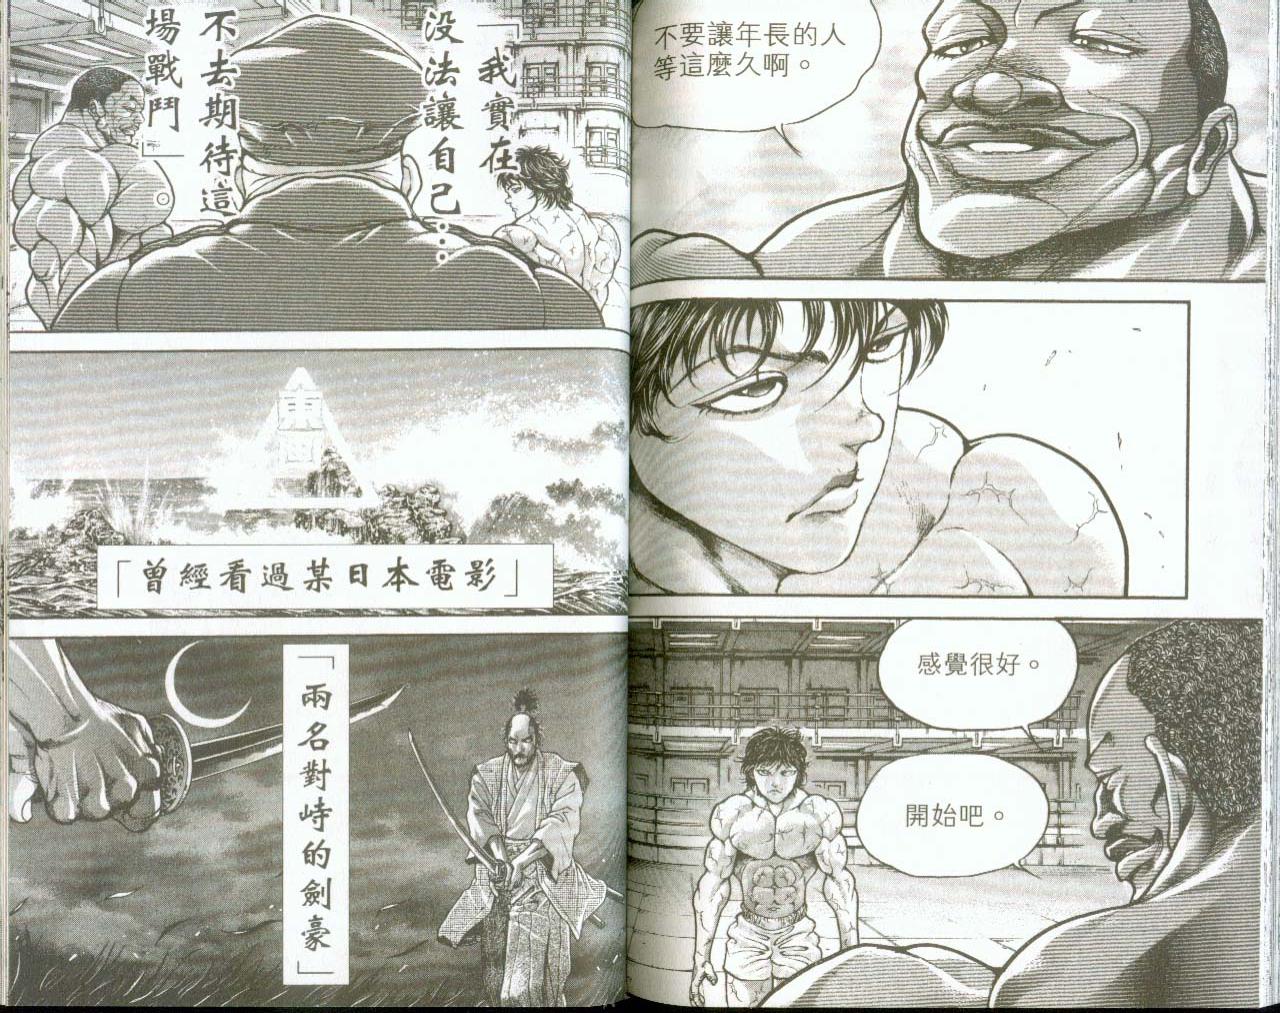 不要讓年長的人
等這麼久啊。
感覺很好。
開始吧。
「我實在
没法讓自己……
不去期待這
場戰鬥」
「曾經看過某日本電影」
「兩名對峙的劍豪」